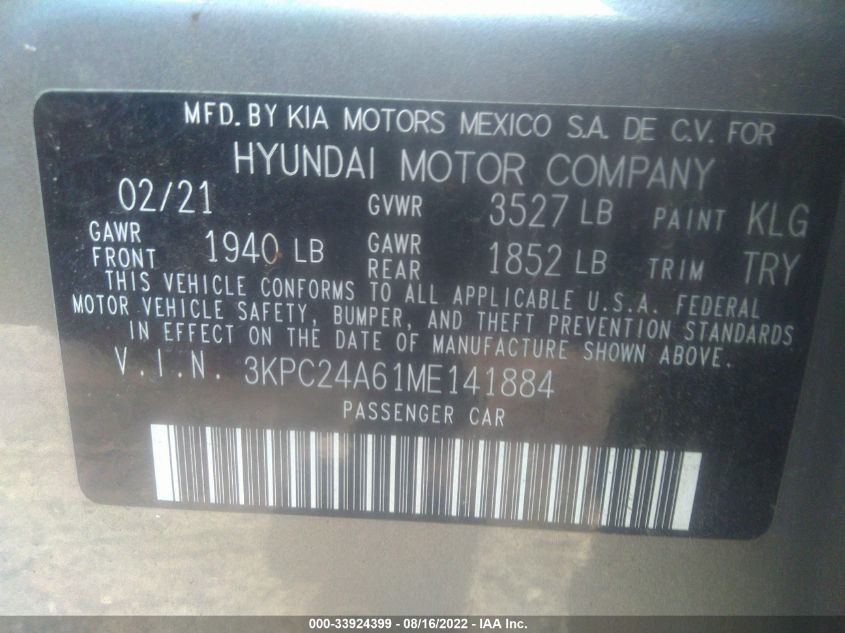 MFD. BY KIA MOTORS MEXICO S.A. DE C.V. FOR
HYUNDAI MOTOR COMPANY
02/21 GVWR 3527 LB PAINT KLG
GAWR FRONT 1940 LB GAWR REAR 1852 LB TRIM TRY
THIS VEHICLE CONFORMS TO ALL APPLICABLE U.S.A. FEDERAL
MOTOR VEHICLE SAFETY, BUMPER, AND THEFT PREVENTION STANDARDS
IN EFFECT ON THE DATE OF MANUFACTURE SHOWN ABOVE.
V.I.N. 3KPC24A61ME141884
PASSENGER CAR
000-33924399 - 08/16/2022 - IAA Inc.